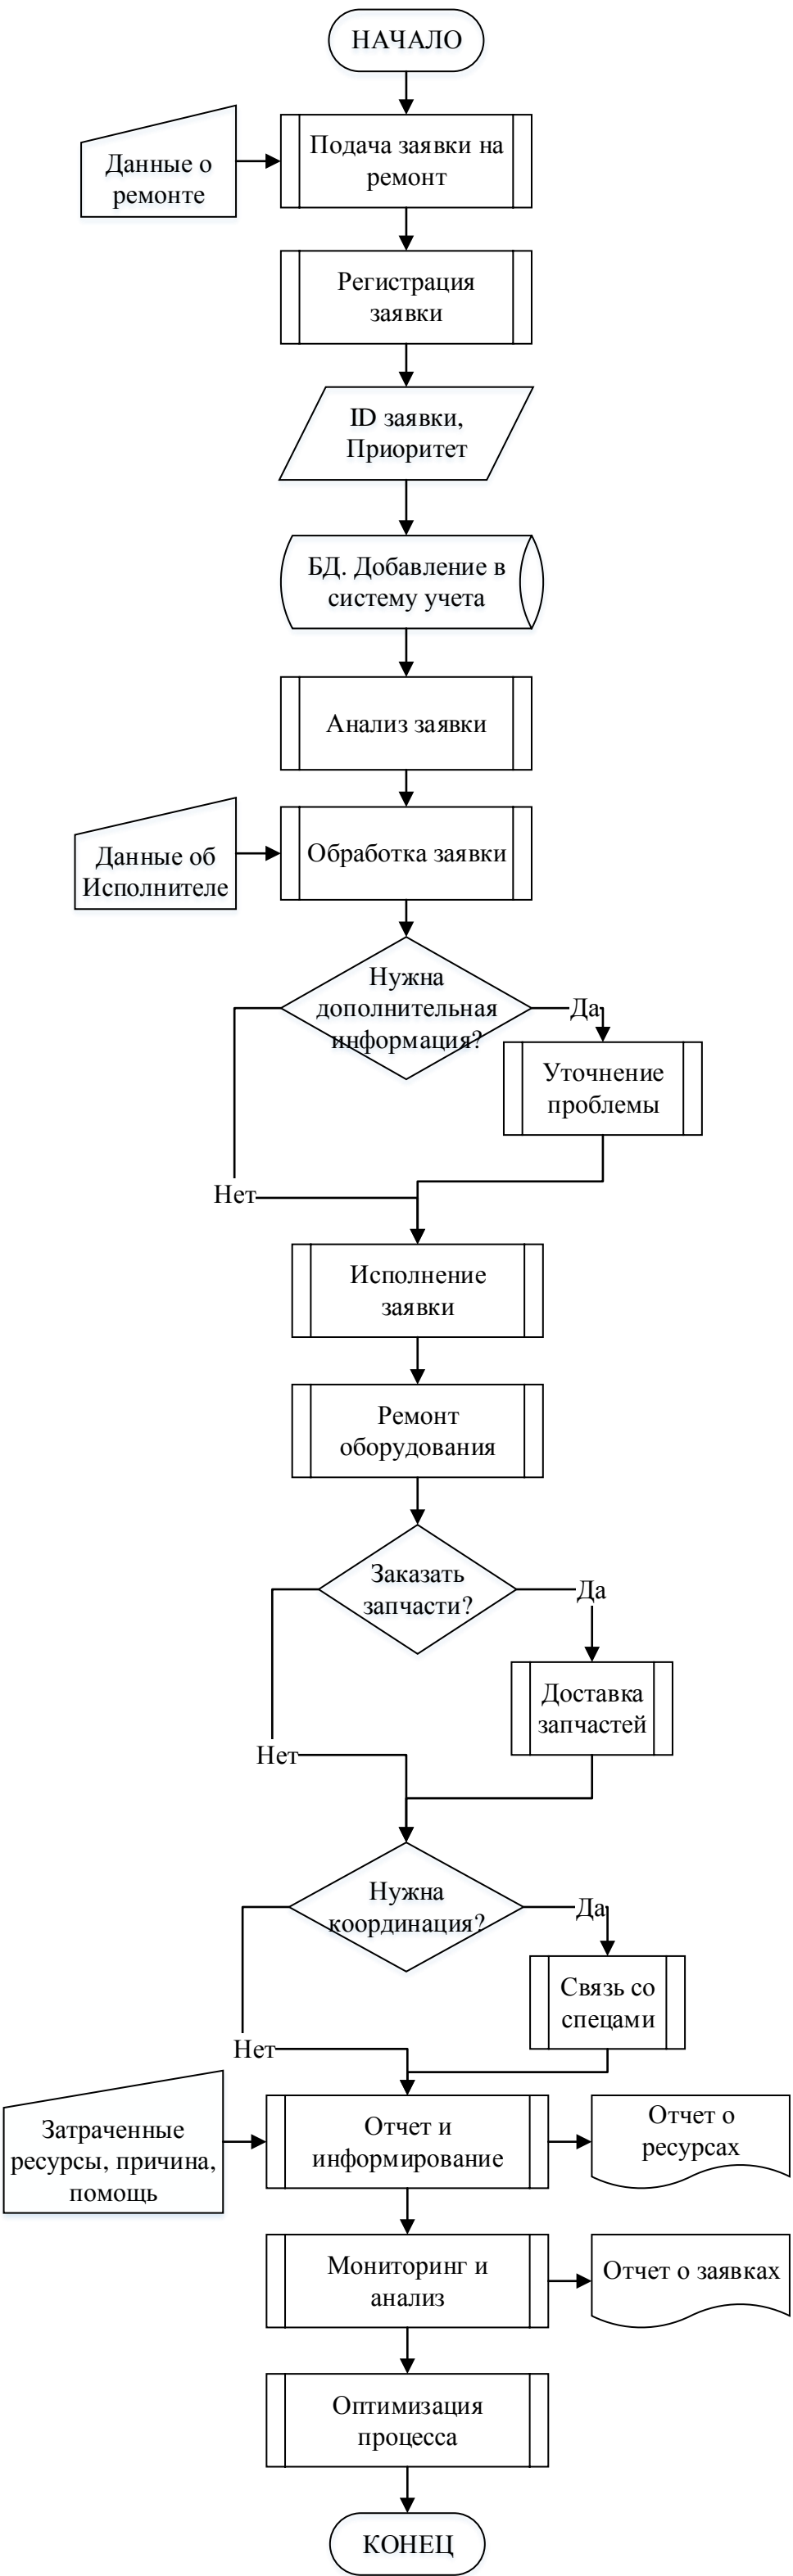 НАЧАЛО
Данные о
ремонте
Подача заявки на
ремонт
Регистрация
заявки
ID заявки,
Приоритет
БД. Добавление в
систему учета
Анализ заявки
Данные об
Исполнителе
Обработка заявки
Нужна
дополнительная
информация?
Да
Уточнение
проблемы
Нет
Исполнение
заявки
Ремонт
оборудования
Заказать
запчасти?
Да
Доставка
запчастей
Нет
Нужна
координация?
Да
Связь со
спецами
Нет
Затраченные
ресурсы, причина,
помощь
Отчет и
информирование
Отчет о
ресурсах
Мониторинг и
анализ
Отчет о заявках
Оптимизация
процесса
КОНЕЦ